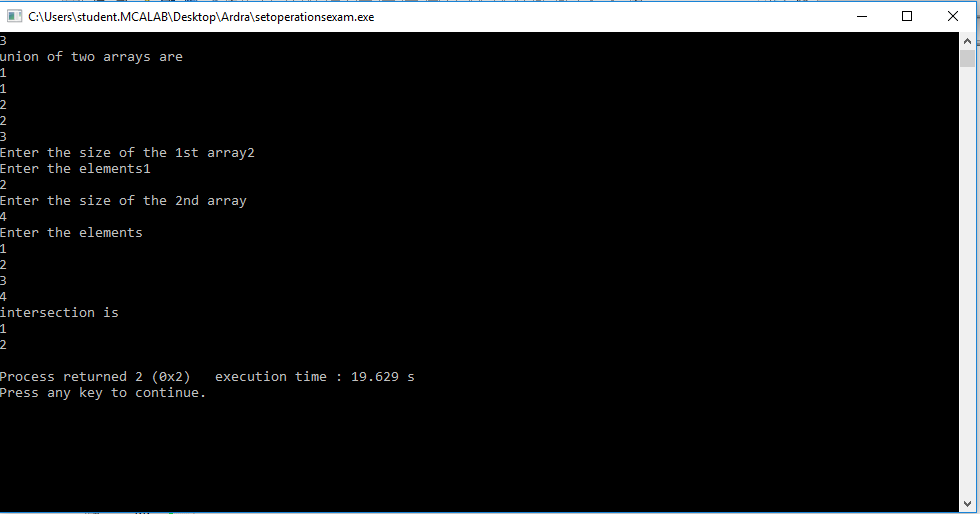 C:\Users\student.MCALAB\Desktop\Ardra\setoperationsexam.exe
3
union of two arrays are
1
1
2
2
3
Enter the size of the 1st array2
Enter the elements1
2
Enter the size of the 2nd array
4
Enter the elements
1
2
3
4
intersection is
1
2
Process returned 2 (0x2)   execution time : 19.629 s
Press any key to continue.